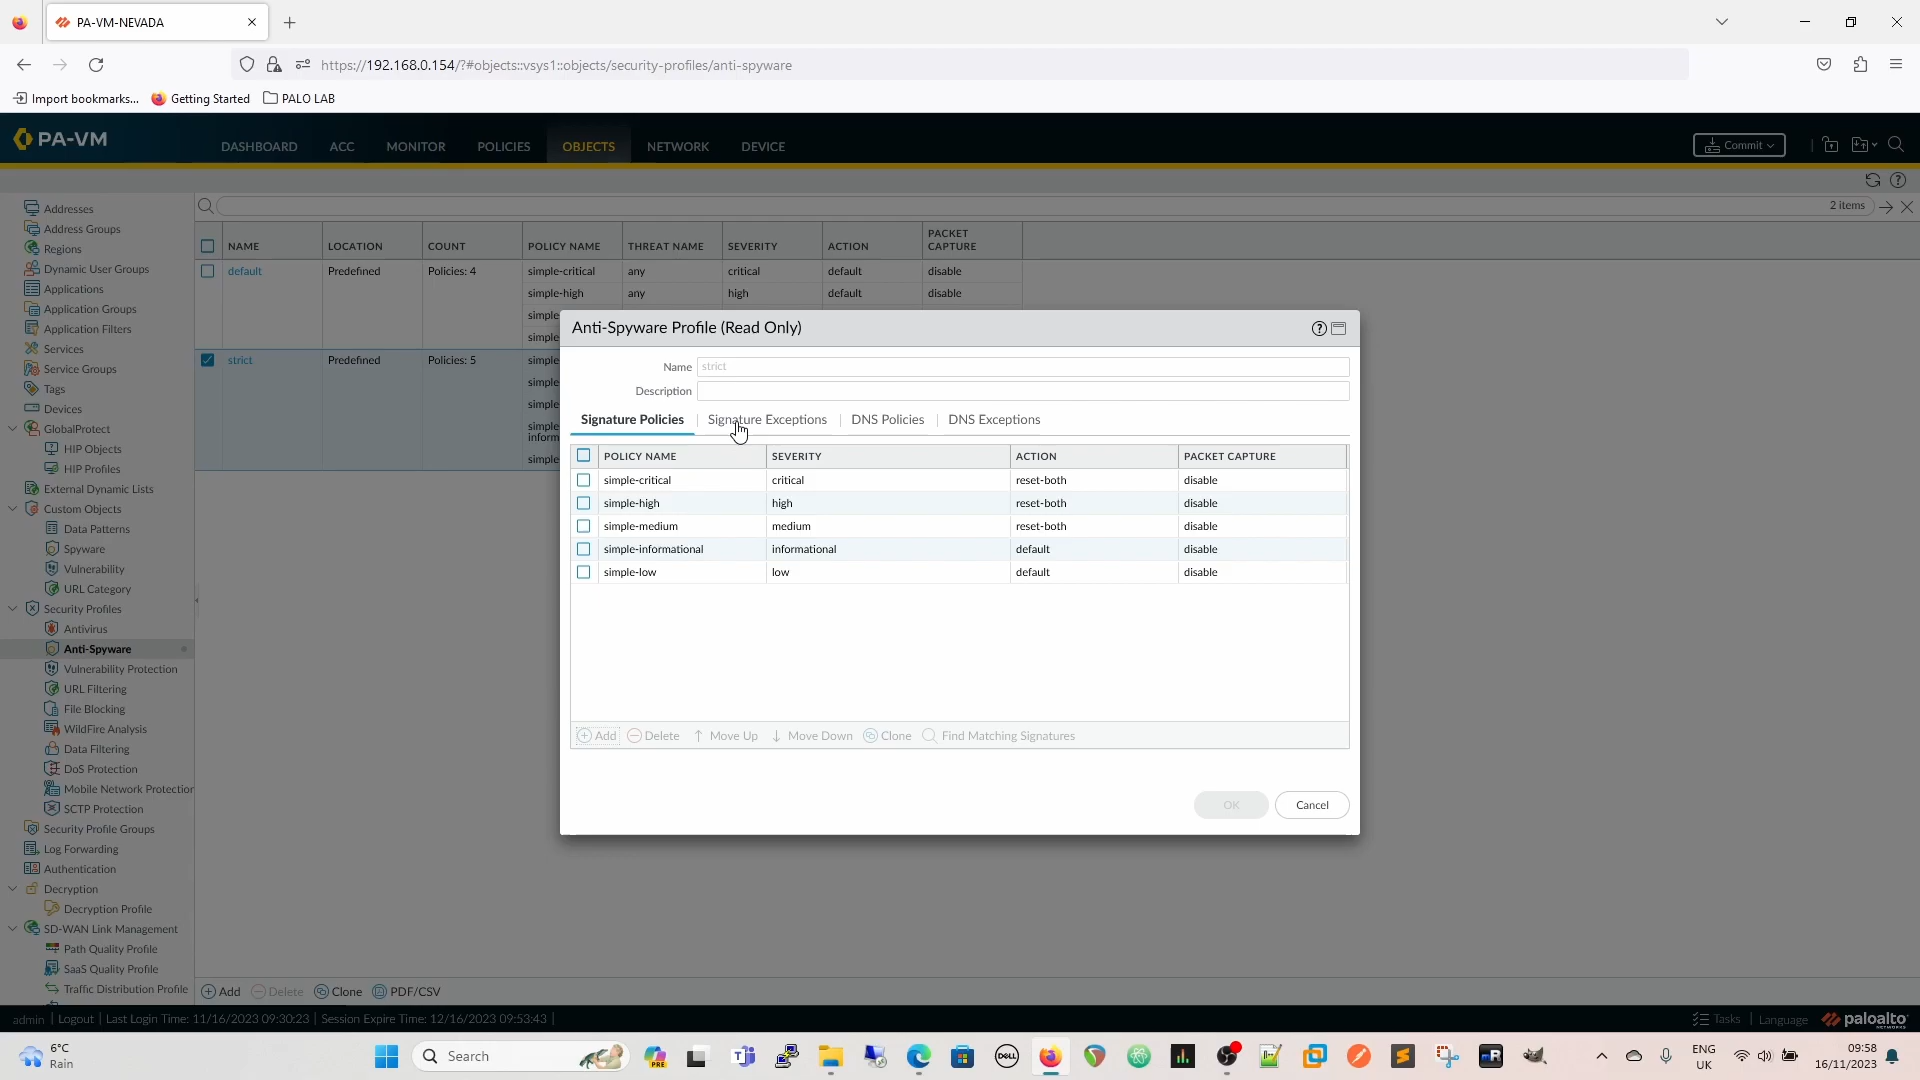 PA-VM-NEVADA
https://192.168.0.154/?#objects::vsys1::objects/security-profiles/anti-spyware
Import bookmarks... Getting Started PALO LAB
PA-VM
DASHBOARD ACC MONITOR POLICIES OBJECTS NETWORK DEVICE
Commit
2 items
Addresses
Address Groups
Regions
Dynamic User Groups
Applications
Application Groups
Application Filters
Services
Service Groups
Tags
Devices
GlobalProtect
HIP Objects
HIP Profiles
External Dynamic Lists
Custom Objects
Data Patterns
Spyware
Vulnerability
URL Category
Security Profiles
Antivirus
Anti-Spyware
Vulnerability Protection
URL Filtering
File Blocking
WildFire Analysis
Data Filtering
DoS Protection
Mobile Network Protection
SCTP Protection
Security Profile Groups
Log Forwarding
Authentication
Decryption
Decryption Profile
SD-WAN Link Management
Path Quality Profile
SaaS Quality Profile
Traffic Distribution Profile
NAME LOCATION COUNT POLICY NAME THREAT NAME SEVERITY ACTION PACKET CAPTURE
default Predefined Policies: 4 simple-critical any critical default disable
simple-high any high default disable
simple
simple
strict Predefined Policies: 5 simple
simple
simple
simple
inform
simple
Anti-Spyware Profile (Read Only)
Name strict
Description
Signature Policies Signature Exceptions DNS Policies DNS Exceptions
POLICY NAME SEVERITY ACTION PACKET CAPTURE
simple-critical critical reset-both disable
simple-high high reset-both disable
simple-medium medium reset-both disable
simple-informational informational default disable
simple-low low default disable
Add Delete Move Up Move Down Clone Find Matching Signatures
OK Cancel
Add Delete Clone PDF/CSV
admin | Logout | Last Login Time: 11/16/2023 09:30:23 | Session Expire Time: 12/16/2023 09:53:43 |
Tasks | Language paloalto NETWORKS
6°C
Rain
Search
PRE
DELL
mR
ENG
UK
09:58
16/11/2023